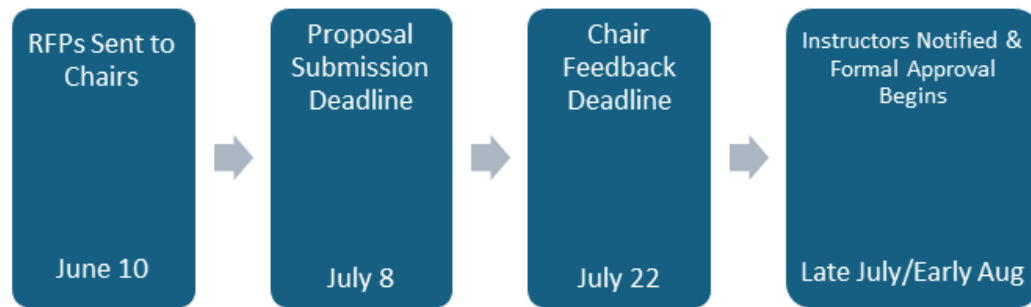 RFPs Sent to
Chairs
June 10
Proposal
Submission
Deadline
July 8
Chair
Feedback
Deadline
July 22
Instructors Notified &
Formal Approval
Begins
Late July/Early Aug